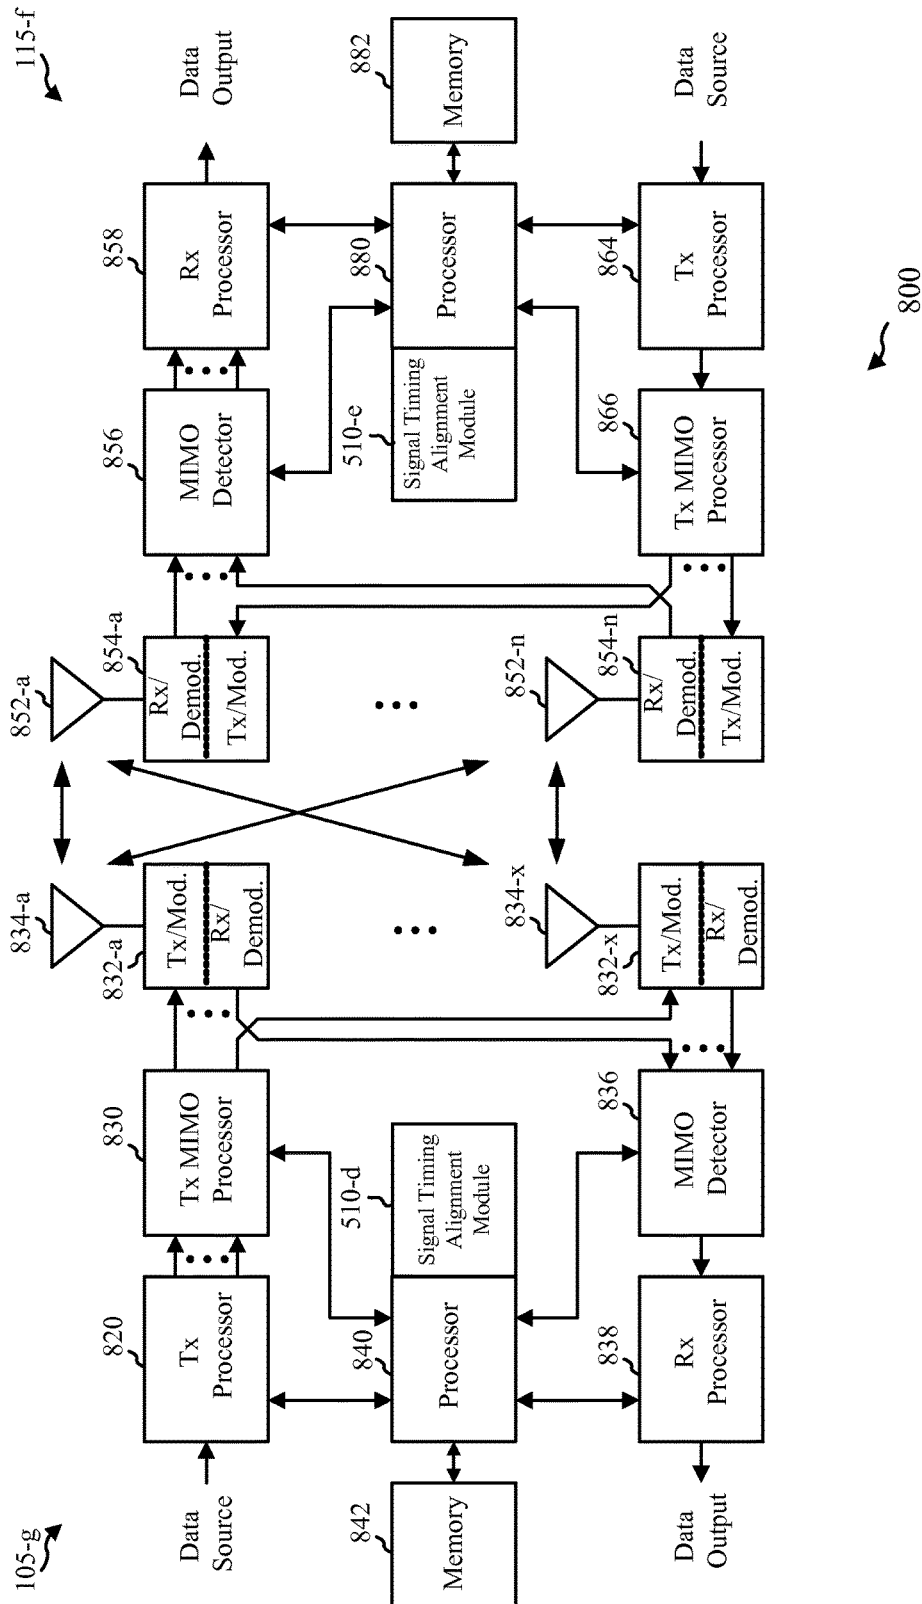 105-g
115-f
834-a
852-a
820
830
832-a
854-a
856
858
Data
Source
Tx
Processor
Tx MIMO
Processor
Tx/Mod.
Rx/
Demod.
Rx/
Demod.
Tx/Mod.
MIMO
Detector
Rx
Processor
Data
Output
842
840
510-d
510-e
880
882
Memory
Processor
Signal Timing
Alignment
Module
Signal Timing
Alignment
Module
Processor
Memory
834-x
852-n
838
836
832-x
854-n
866
864
Data
Output
Rx
Processor
MIMO
Detector
Tx/Mod.
Rx/
Demod.
Rx/
Demod.
Tx/Mod.
Tx MIMO
Processor
Tx
Processor
Data
Source
800